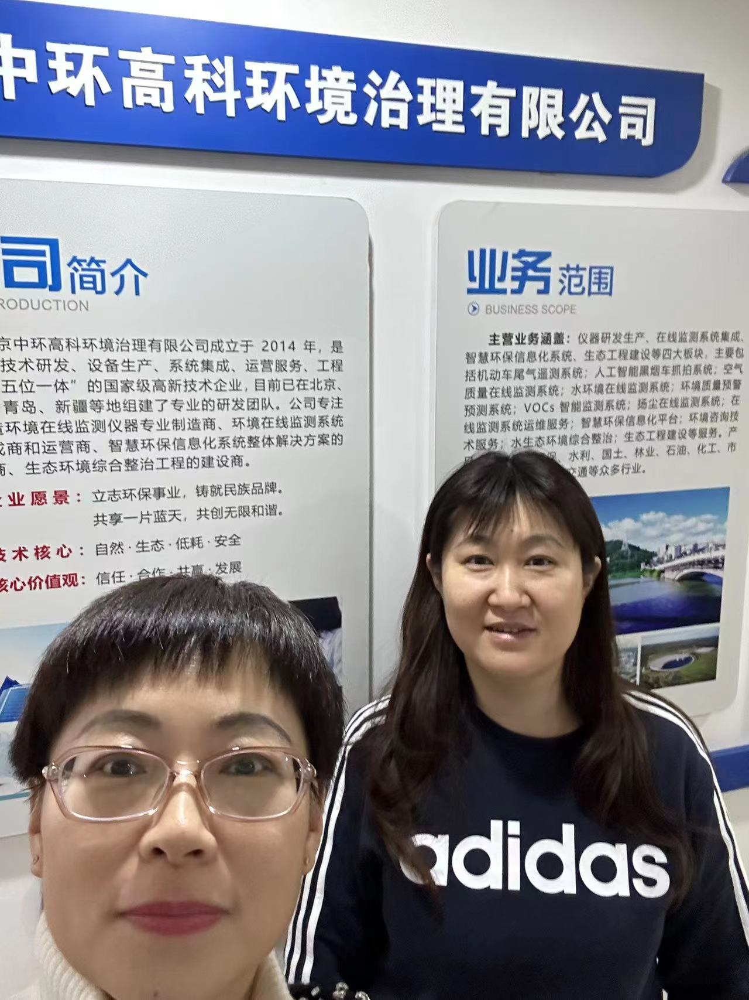 中环高科环境治理有限公司
司简介
RODUCTION
京中环高科环境治理有限公司成立于 2014 年，是
技术研发、设备生产、系统集成、运营服务、工程
五位一体”的国家级高新技术企业，目前已在北京、
青岛、新疆等地组建了专业的研发团队。公司专注
环境在线监测仪器专业制造商、环境在线监测系统
商和运营商、智慧环保信息化系统整体解决方案的
商、生态环境综合整治工程的建设商。
业愿景：立志环保事业，铸就民族品牌。
共享一片蓝天，共创无限和谐。
技术核心：自然·生态·低耗·安全
核心价值观：信任·合作·共赢·发展
业务范围
BUSINESS SCOPE
主营业务涵盖：仪器研发生产、在线监测系统集成、
智慧环保信息化系统、生态工程建设等四大板块，主要包
括机动车尾气遥测系统；人工智能黑烟车抓拍系统；空气
质量在线监测系统；水环境在线监测系统；环境质量预警
预测系统；VOCs 智能监测系统；扬尘在线监测系统；在
线监测系统运维服务；智慧环保信息化平台；环境咨询技
术服务；水生态环境综合整治；生态工程建设等服务。产
、水利、国土、林业、石油、化工、市
交通等众多行业。
adidas